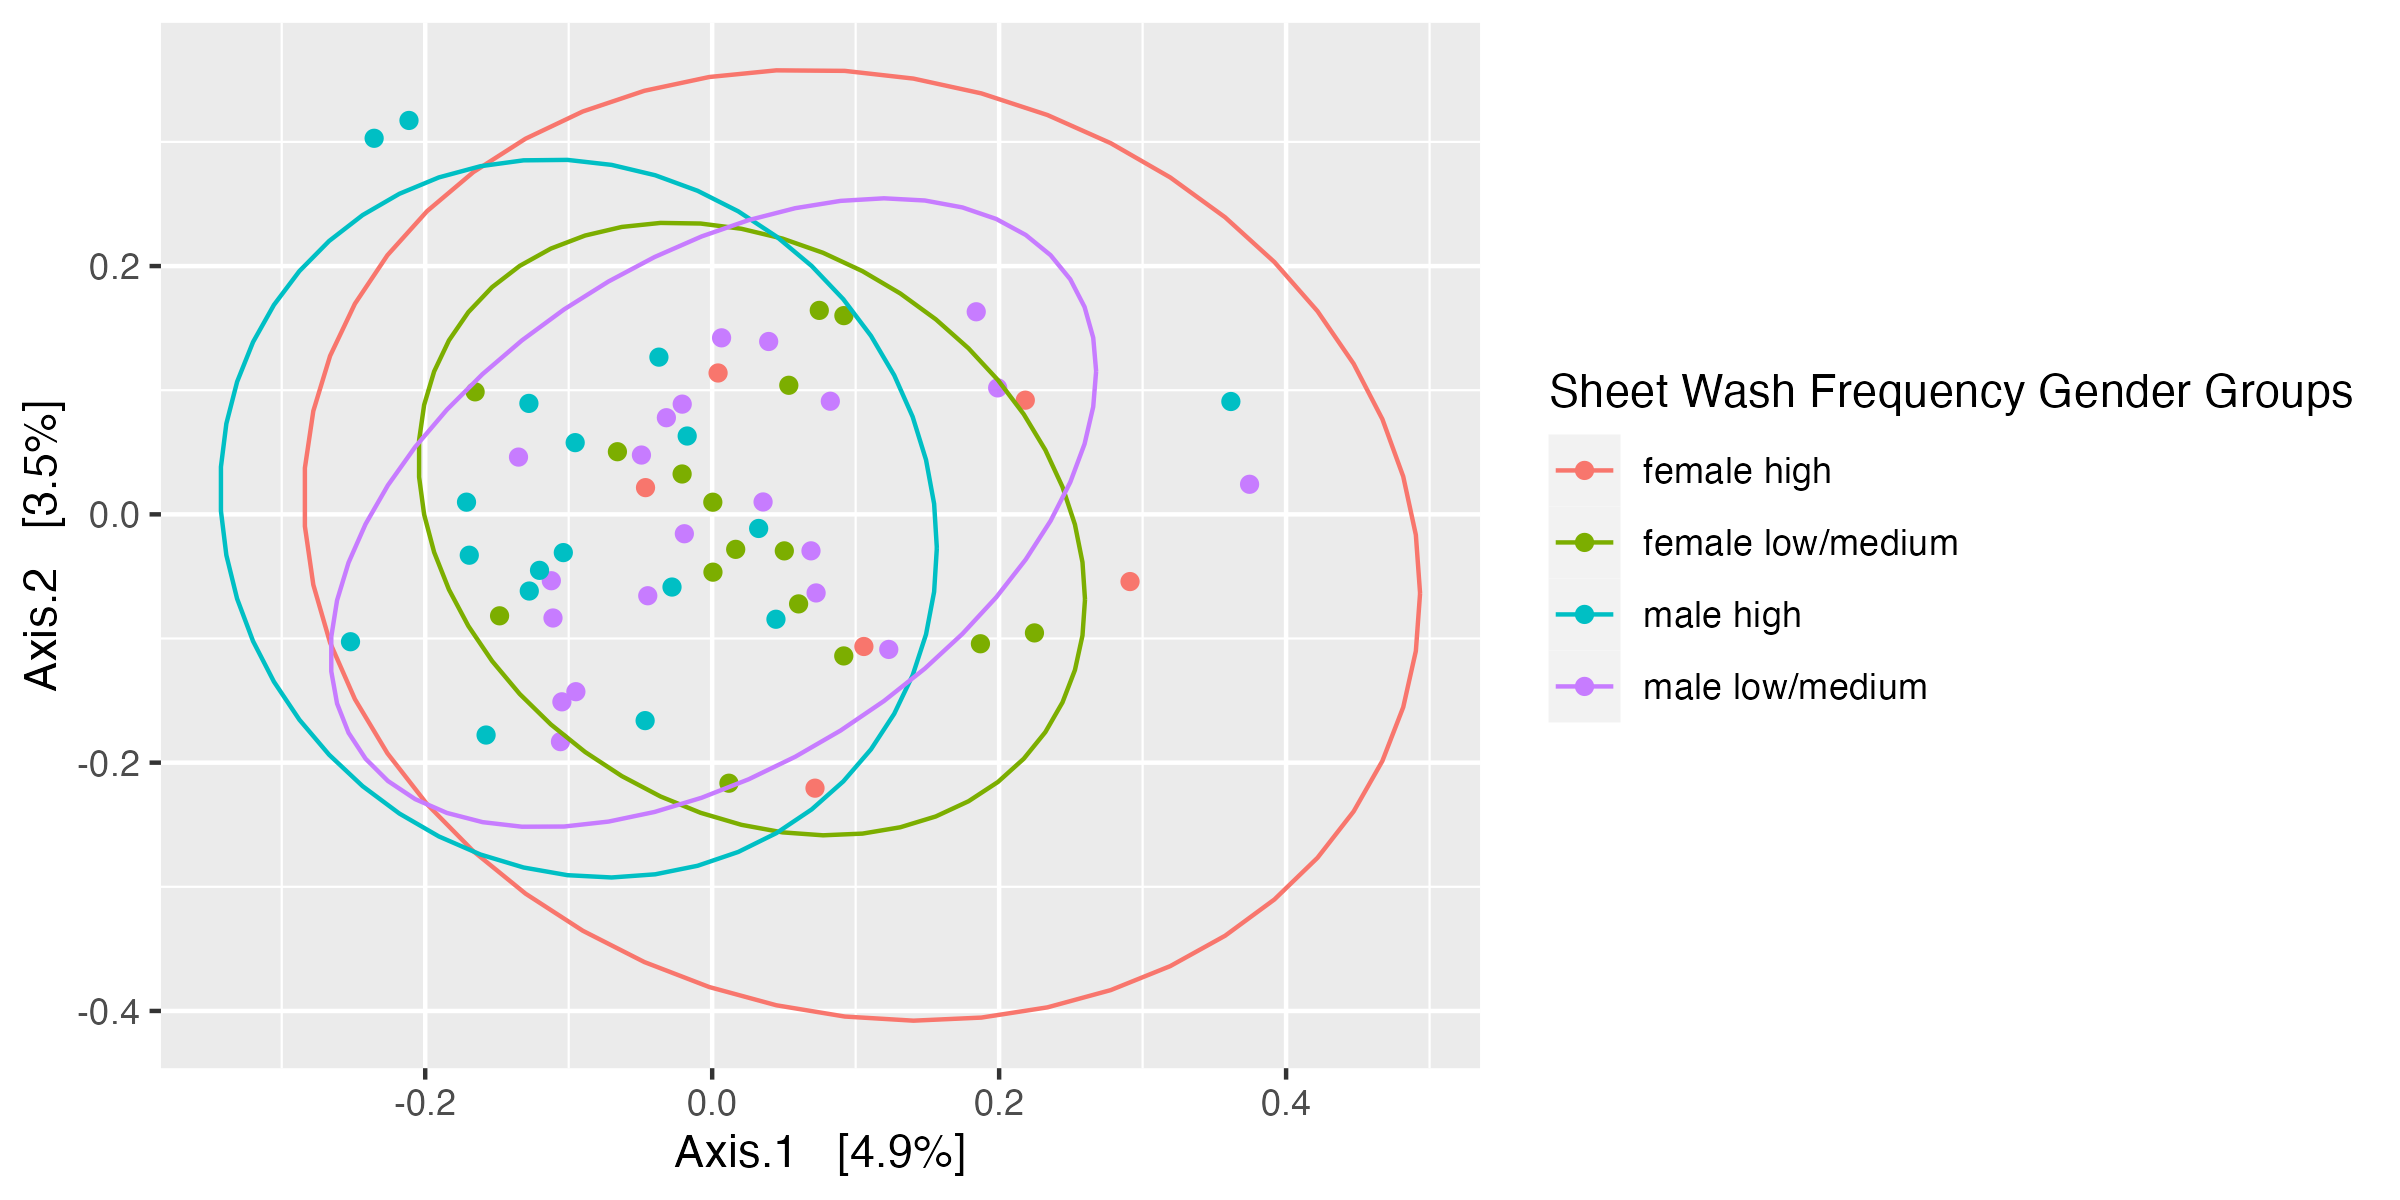 Sheet Wash Frequency Gender Groups
female high
female low/medium
male high
male low/medium
0.2
0.0
-0.2
-0.4
Axis.2 [3.5%]
-0.2 0.0 0.2 0.4
Axis.1 [4.9%]